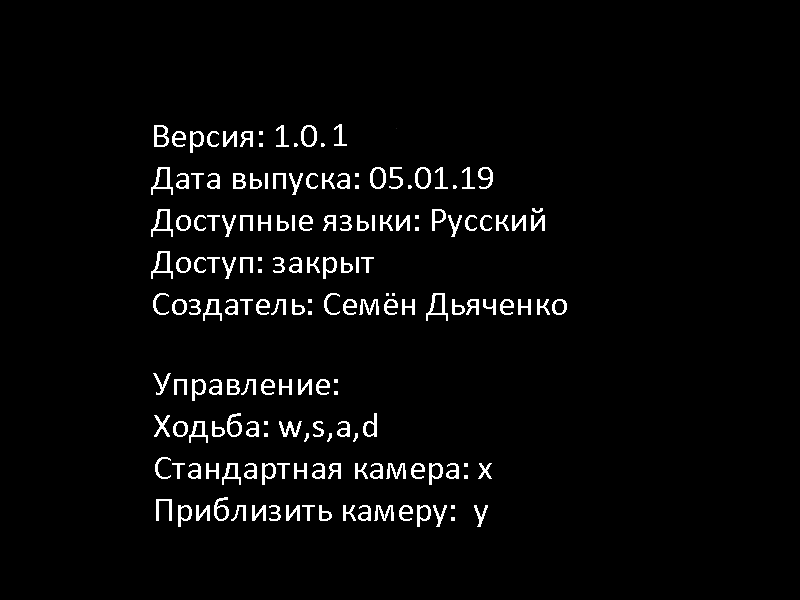 Версия: 1.0.1
Дата выпуска: 05.01.19
Доступные языки: Русский
Доступ: закрыт
Создатель: Семён Дьяченко
Управление:
Ходьба: w,s,a,d
Стандартная камера: x
Приблизить камеру: y